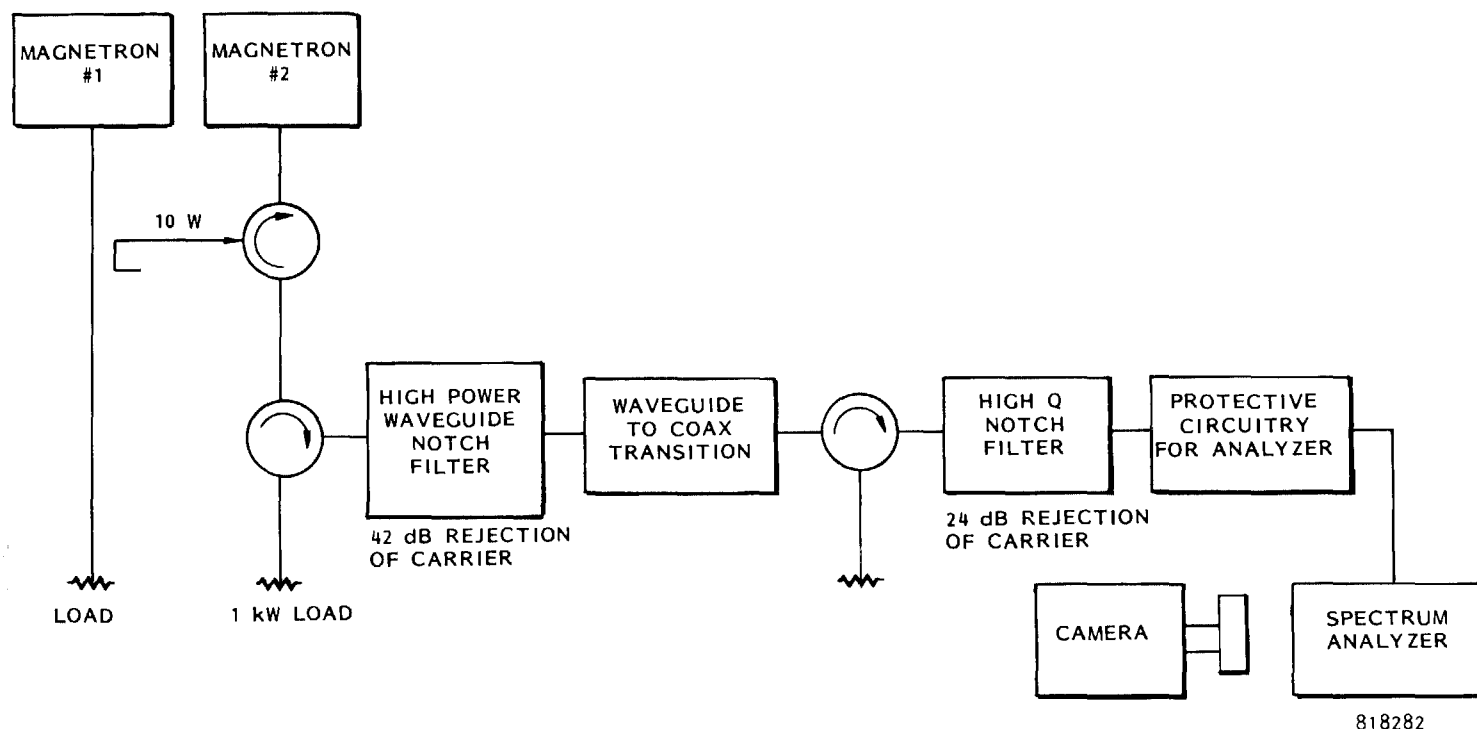 MAGNETRON
#1
MAGNETRON
#2
10 W
HIGH POWER
WAVEGUIDE
NOTCH
FILTER
WAVEGUIDE
TO COAX
TRANSITION
HIGH Q
NOTCH
FILTER
PROTECTIVE
CIRCUITRY
FOR ANALYZER
42 dB REJECTION
OF CARRIER
24 dB REJECTION
OF CARRIER
LOAD
1 kW LOAD
CAMERA
SPECTRUM
ANALYZER
818282